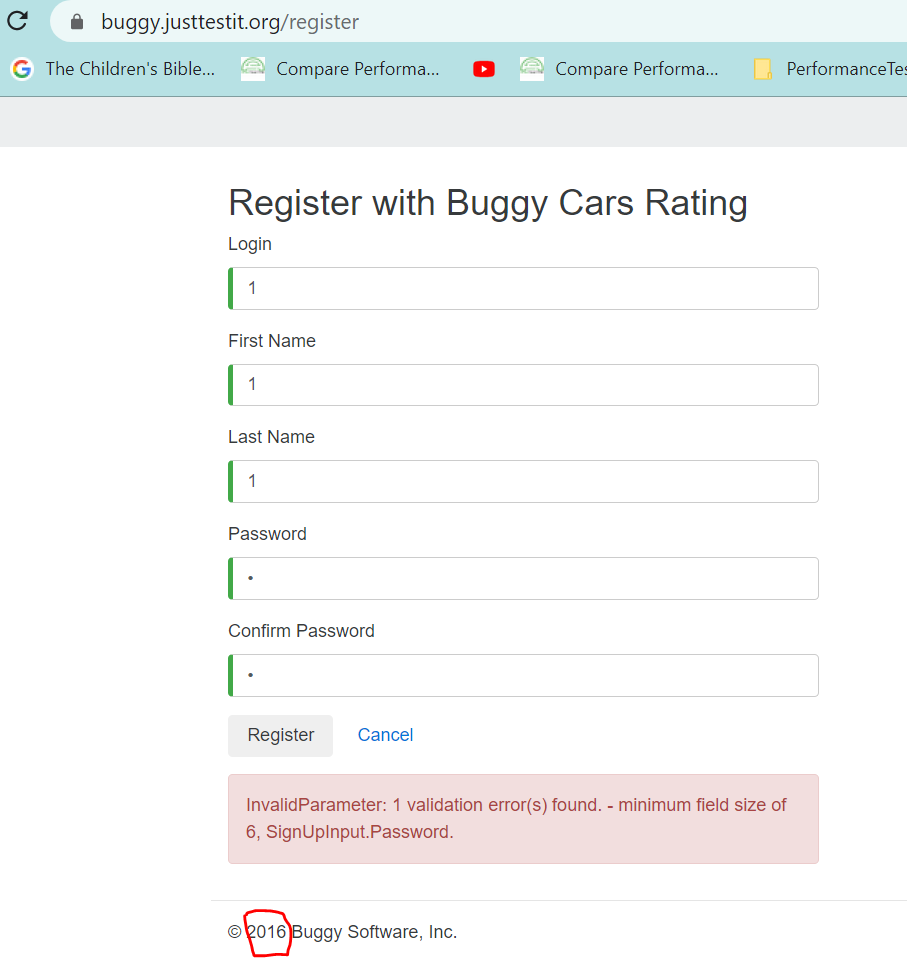 buggy.justtestit.org/register
The Children's Bible... Compare Performa... Compare Performa... PerformanceTes
Register with Buggy Cars Rating
Login
1
First Name
1
Last Name
1
Password
•
Confirm Password
•
Register Cancel
InvalidParameter: 1 validation error(s) found. - minimum field size of
6, SignUpInput.Password.
© 2016 Buggy Software, Inc.